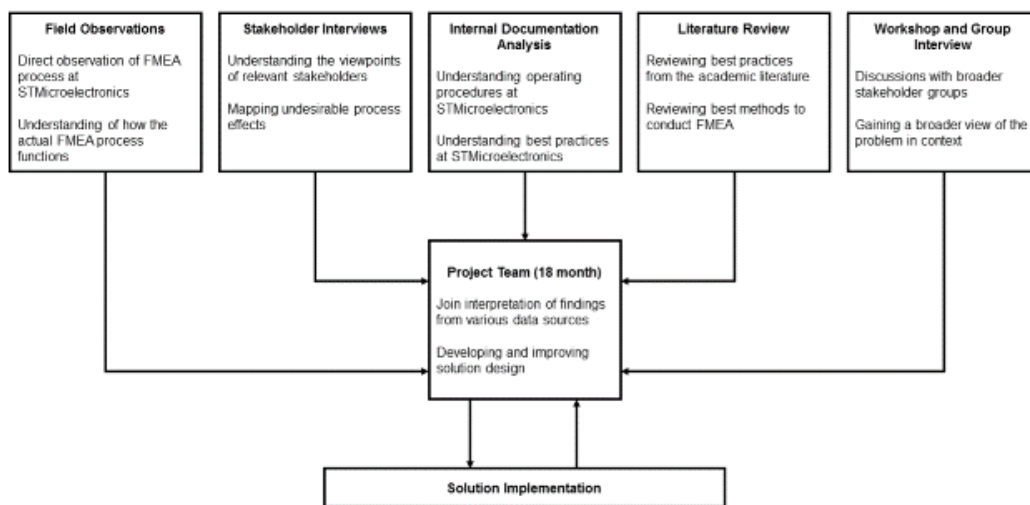 Field Observations
Direct observation of FMEA
process at
STMicroelectronics
Understanding of how the
actual FMEA process
functions
Stakeholder Interviews
Understanding the viewpoints
of relevant stakeholders
Mapping undesirable process
effects
Internal Documentation
Analysis
Understanding operating
procedures at
STMicroelectronics
Understanding best practices
at STMicroelectronics
Literature Review
Reviewing best practices
from the academic literature
Reviewing best methods to
conduct FMEA
Workshop and Group
Interview
Discussions with broader
stakeholder groups
Gaining a broader view of the
problem in context
Project Team (18 month)
Join interpretation of findings
from various data sources
Developing and improving
solution design
Solution Implementation